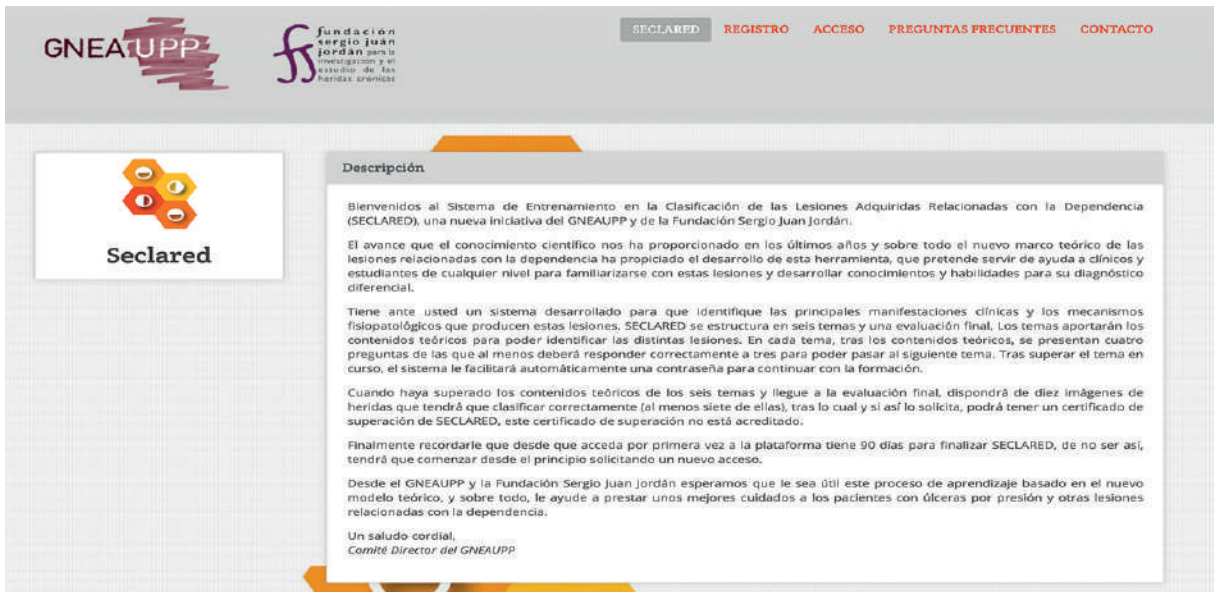 GNEAUPP
fundación
sergio juán
jordán para la
investigación y el
estudio de las
heridas crónicas
SECLARED REGISTRO ACCESO PREGUNTAS FRECUENTES CONTACTO
Seclared
Descripción
Bienvenidos al Sistema de Entrenamiento en la Clasificación de las Lesiones Adquiridas Relacionadas con la Dependencia
(SECLARED), una nueva iniciativa del GNEAUPP y de la Fundación Sergio Juan Jordán.
El avance que el conocimiento científico nos ha proporcionado en los últimos años y sobre todo el nuevo marco teórico de las
lesiones relacionadas con la dependencia ha propiciado el desarrollo de esta herramienta, que pretende servir de ayuda a clínicos y
estudiantes de cualquier nivel para familiarizarse con estas lesiones y desarrollar conocimientos y habilidades para su diagnóstico
diferencial.
Tiene ante usted un sistema desarrollado para que identifique las principales manifestaciones clínicas y los mecanismos
fisiopatológicos que producen estas lesiones. SECLARED se estructura en seis temas y una evaluación final. Los temas aportarán los
contenidos teóricos para poder identificar las distintas lesiones. En cada tema, tras los contenidos teóricos, se presentan cuatro
preguntas de las que al menos deberá responder correctamente a tres para poder pasar al siguiente tema. Tras superar el tema en
curso, el sistema le facilitará automáticamente una contraseña para continuar con la formación.
Cuando haya superado los contenidos teóricos de los seis temas y llegue a la evaluación final, dispondrá de diez imágenes de
heridas que tendrá que clasificar correctamente (al menos siete de ellas), tras lo cual y si así lo solicita, podrá tener un certificado de
superación de SECLARED, este certificado de superación no está acreditado.
Finalmente recordarle que desde que acceda por primera vez a la plataforma tiene 90 días para finalizar SECLARED, de no ser así,
tendrá que comenzar desde el principio solicitando un nuevo acceso.
Desde el GNEAUPP y la Fundación Sergio Juan Jordán esperamos que le sea útil este proceso de aprendizaje basado en el nuevo
modelo teórico, y sobre todo, le ayude a prestar unos mejores cuidados a los pacientes con úlceras por presión y otras lesiones
relacionadas con la dependencia.
Un saludo cordial,
Comité Director del GNEAUPP